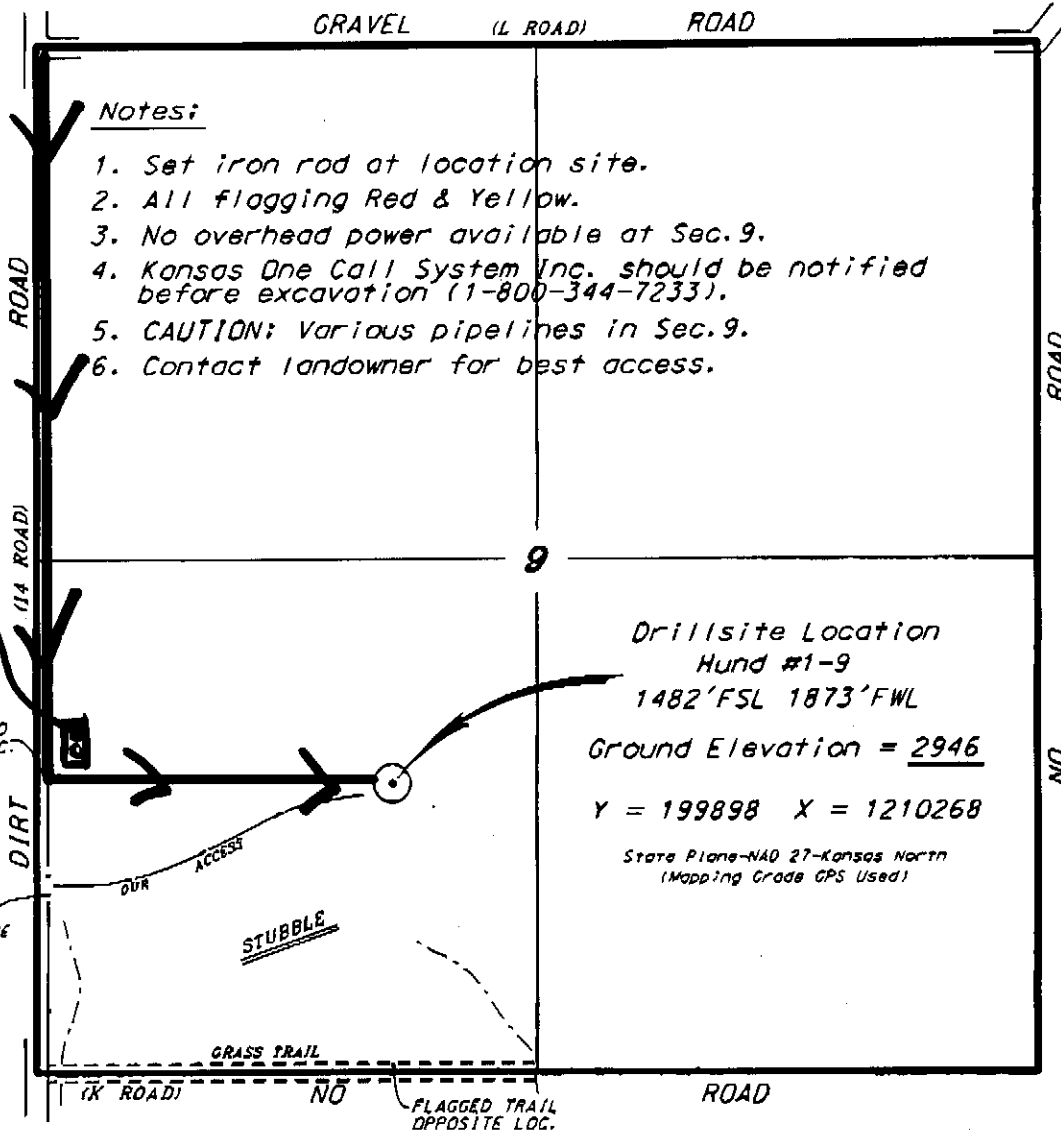 GRAVEL (L ROAD) ROAD
Notes:
1. Set iron rod at location site.
2. All flagging Red & Yellow.
3. No overhead power available at Sec.9.
4. Kansas One Call System Inc. should be notified
before excavation (1-800-344-7233).
5. CAUTION: Various pipelines in Sec.9.
6. Contact landowner for best access.
ROAD
ROAD
(14 ROAD)
9
Drillsite Location
Hund #1-9
1482'FSL 1873'FWL
Ground Elevation = 2946
Y = 199898 X = 1210268
State Plane-NAD 27-Kansas North
(Mapping Grade GPS Used)
NO
DIRT
OUR ACCESS
STUBBLE
GRASS TRAIL
(K ROAD) NO ROAD
FLAGGED TRAIL
OPPOSITE LOC.